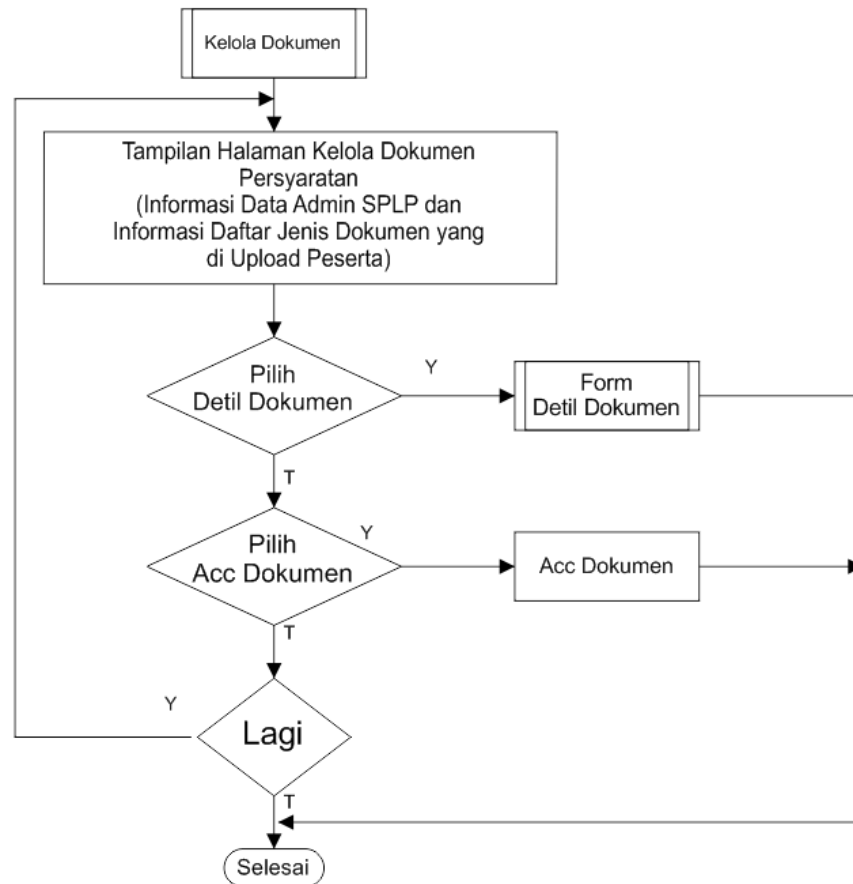 Kelola Dokumen
Tampilan Halaman Kelola Dokumen
Persyaratan
(Informasi Data Admin SPLP dan
Informasi Daftar Jenis Dokumen yang
di Upload Peserta)
Pilih
Detil Dokumen
Y
Form
Detil Dokumen
T
Pilih
Acc Dokumen
Y
Acc Dokumen
T
Y
Lagi
T
Selesai